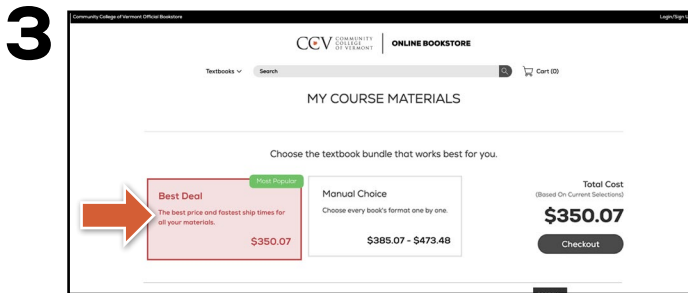 3
Community College of Vermont Official Bookstore
Login/Sign U
CCV COMMUNITY COLLEGE OF VERMONT
ONLINE BOOKSTORE
Textbooks
Search
Cart (0)
MY COURSE MATERIALS
Choose the textbook bundle that works best for you.
Most Popular
Best Deal
The best price and fastest ship times for
all your materials.
$350.07
Manual Choice
Choose every book's format one by one.
$385.07 - $473.48
Total Cost
(Based On Current Selections)
$350.07
Checkout